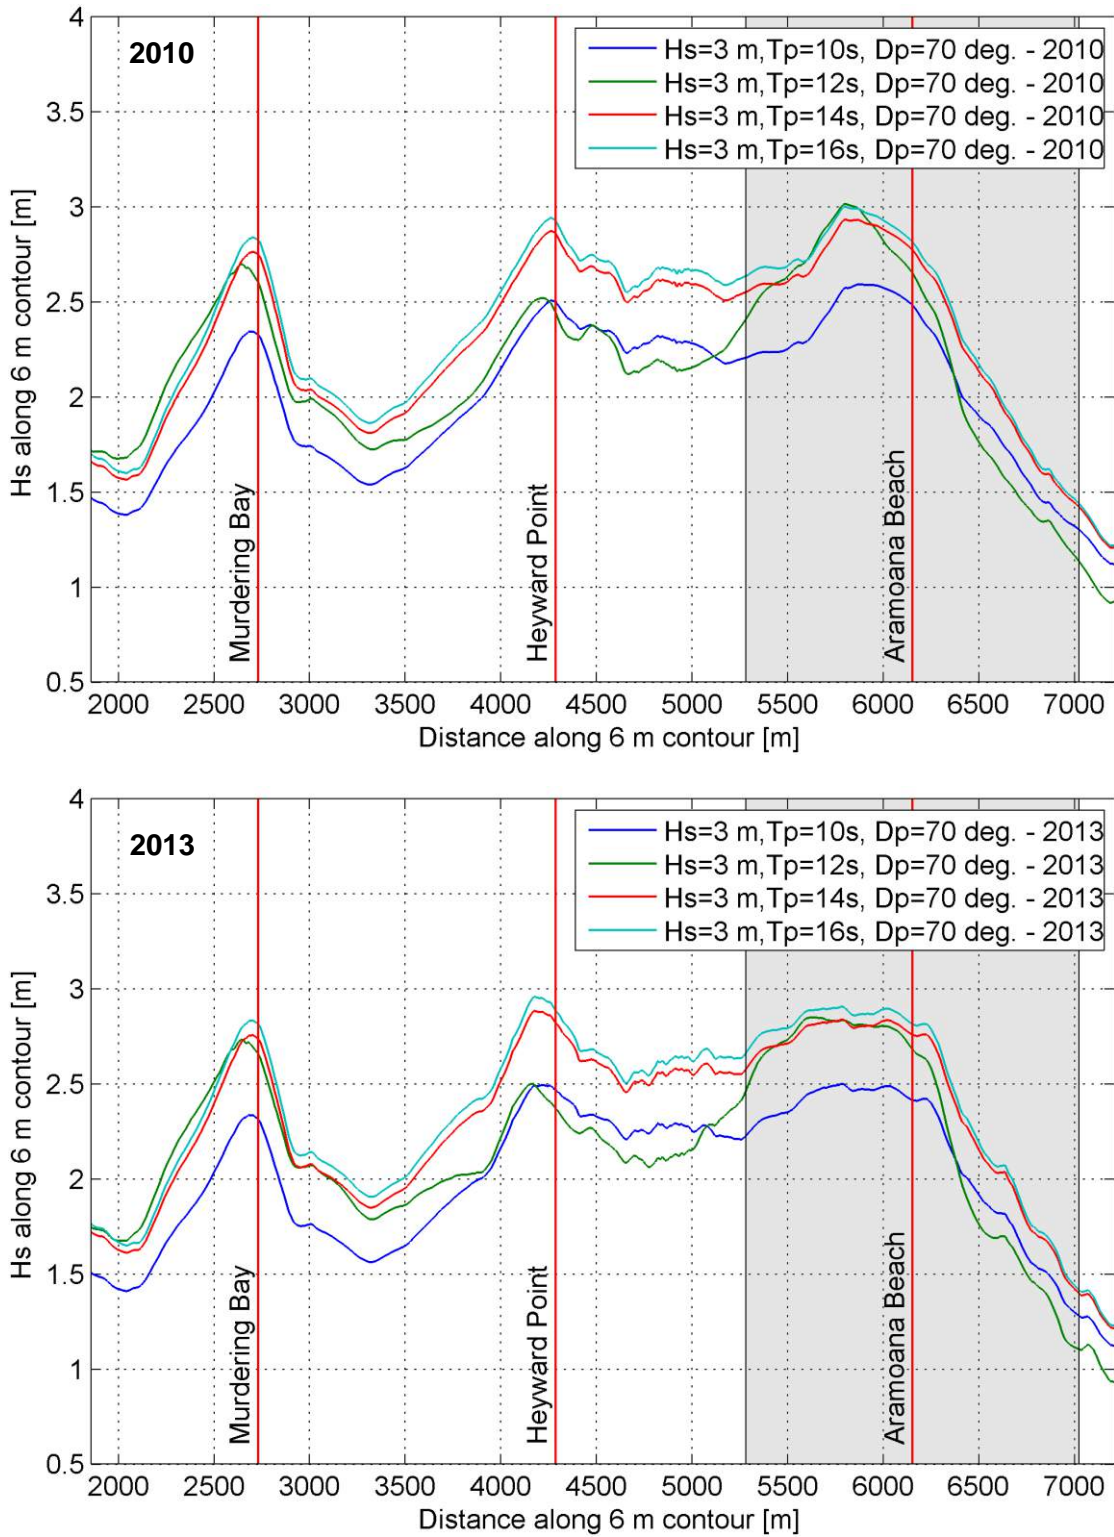 2010
Hs=3 m,Tp=10s, Dp=70 deg. - 2010
Hs=3 m,Tp=12s, Dp=70 deg. - 2010
Hs=3 m,Tp=14s, Dp=70 deg. - 2010
Hs=3 m,Tp=16s, Dp=70 deg. - 2010
4
3.5
3
2.5
2
1.5
1
0.5
Hs along 6 m contour [m]
Murdering Bay
Heyward Point
Aramoana Beach
2000 2500 3000 3500 4000 4500 5000 5500 6000 6500 7000
Distance along 6 m contour [m]
2013
Hs=3 m,Tp=10s, Dp=70 deg. - 2013
Hs=3 m,Tp=12s, Dp=70 deg. - 2013
Hs=3 m,Tp=14s, Dp=70 deg. - 2013
Hs=3 m,Tp=16s, Dp=70 deg. - 2013
4
3.5
3
2.5
2
1.5
1
0.5
Hs along 6 m contour [m]
Murdering Bay
Heyward Point
Aramoana Beach
2000 2500 3000 3500 4000 4500 5000 5500 6000 6500 7000
Distance along 6 m contour [m]